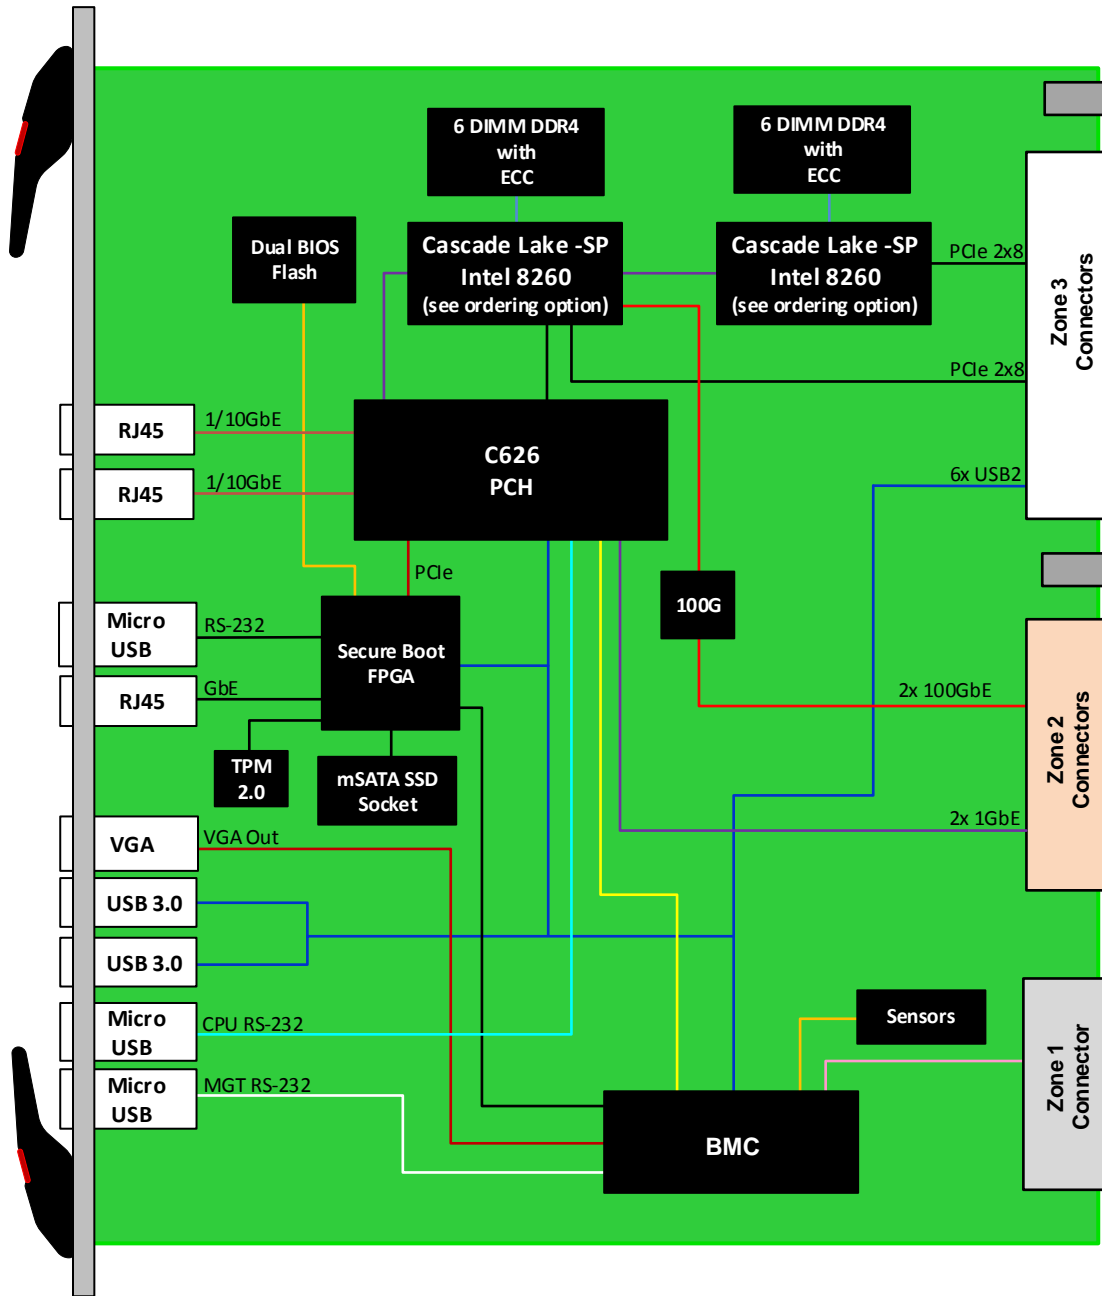 6 DIMM DDR4
with
ECC
6 DIMM DDR4
with
ECC
Dual BIOS
Flash
Cascade Lake -SP
Intel 8260
(see ordering option)
Cascade Lake -SP
Intel 8260
(see ordering option)
PCIe 2x8
PCIe 2x8
Zone 3
Connectors
RJ45
1/10GbE
RJ45
1/10GbE
C626
PCH
6x USB2
PCIe
100G
Micro
USB
RS-232
Secure Boot
FPGA
RJ45
GbE
2x 100GbE
Zone 2
Connectors
TPM
2.0
mSATA SSD
Socket
2x 1GbE
VGA
VGA Out
USB 3.0
USB 3.0
Micro
USB
CPU RS-232
Sensors
Zone 1
Connector
Micro
USB
MGT RS-232
BMC